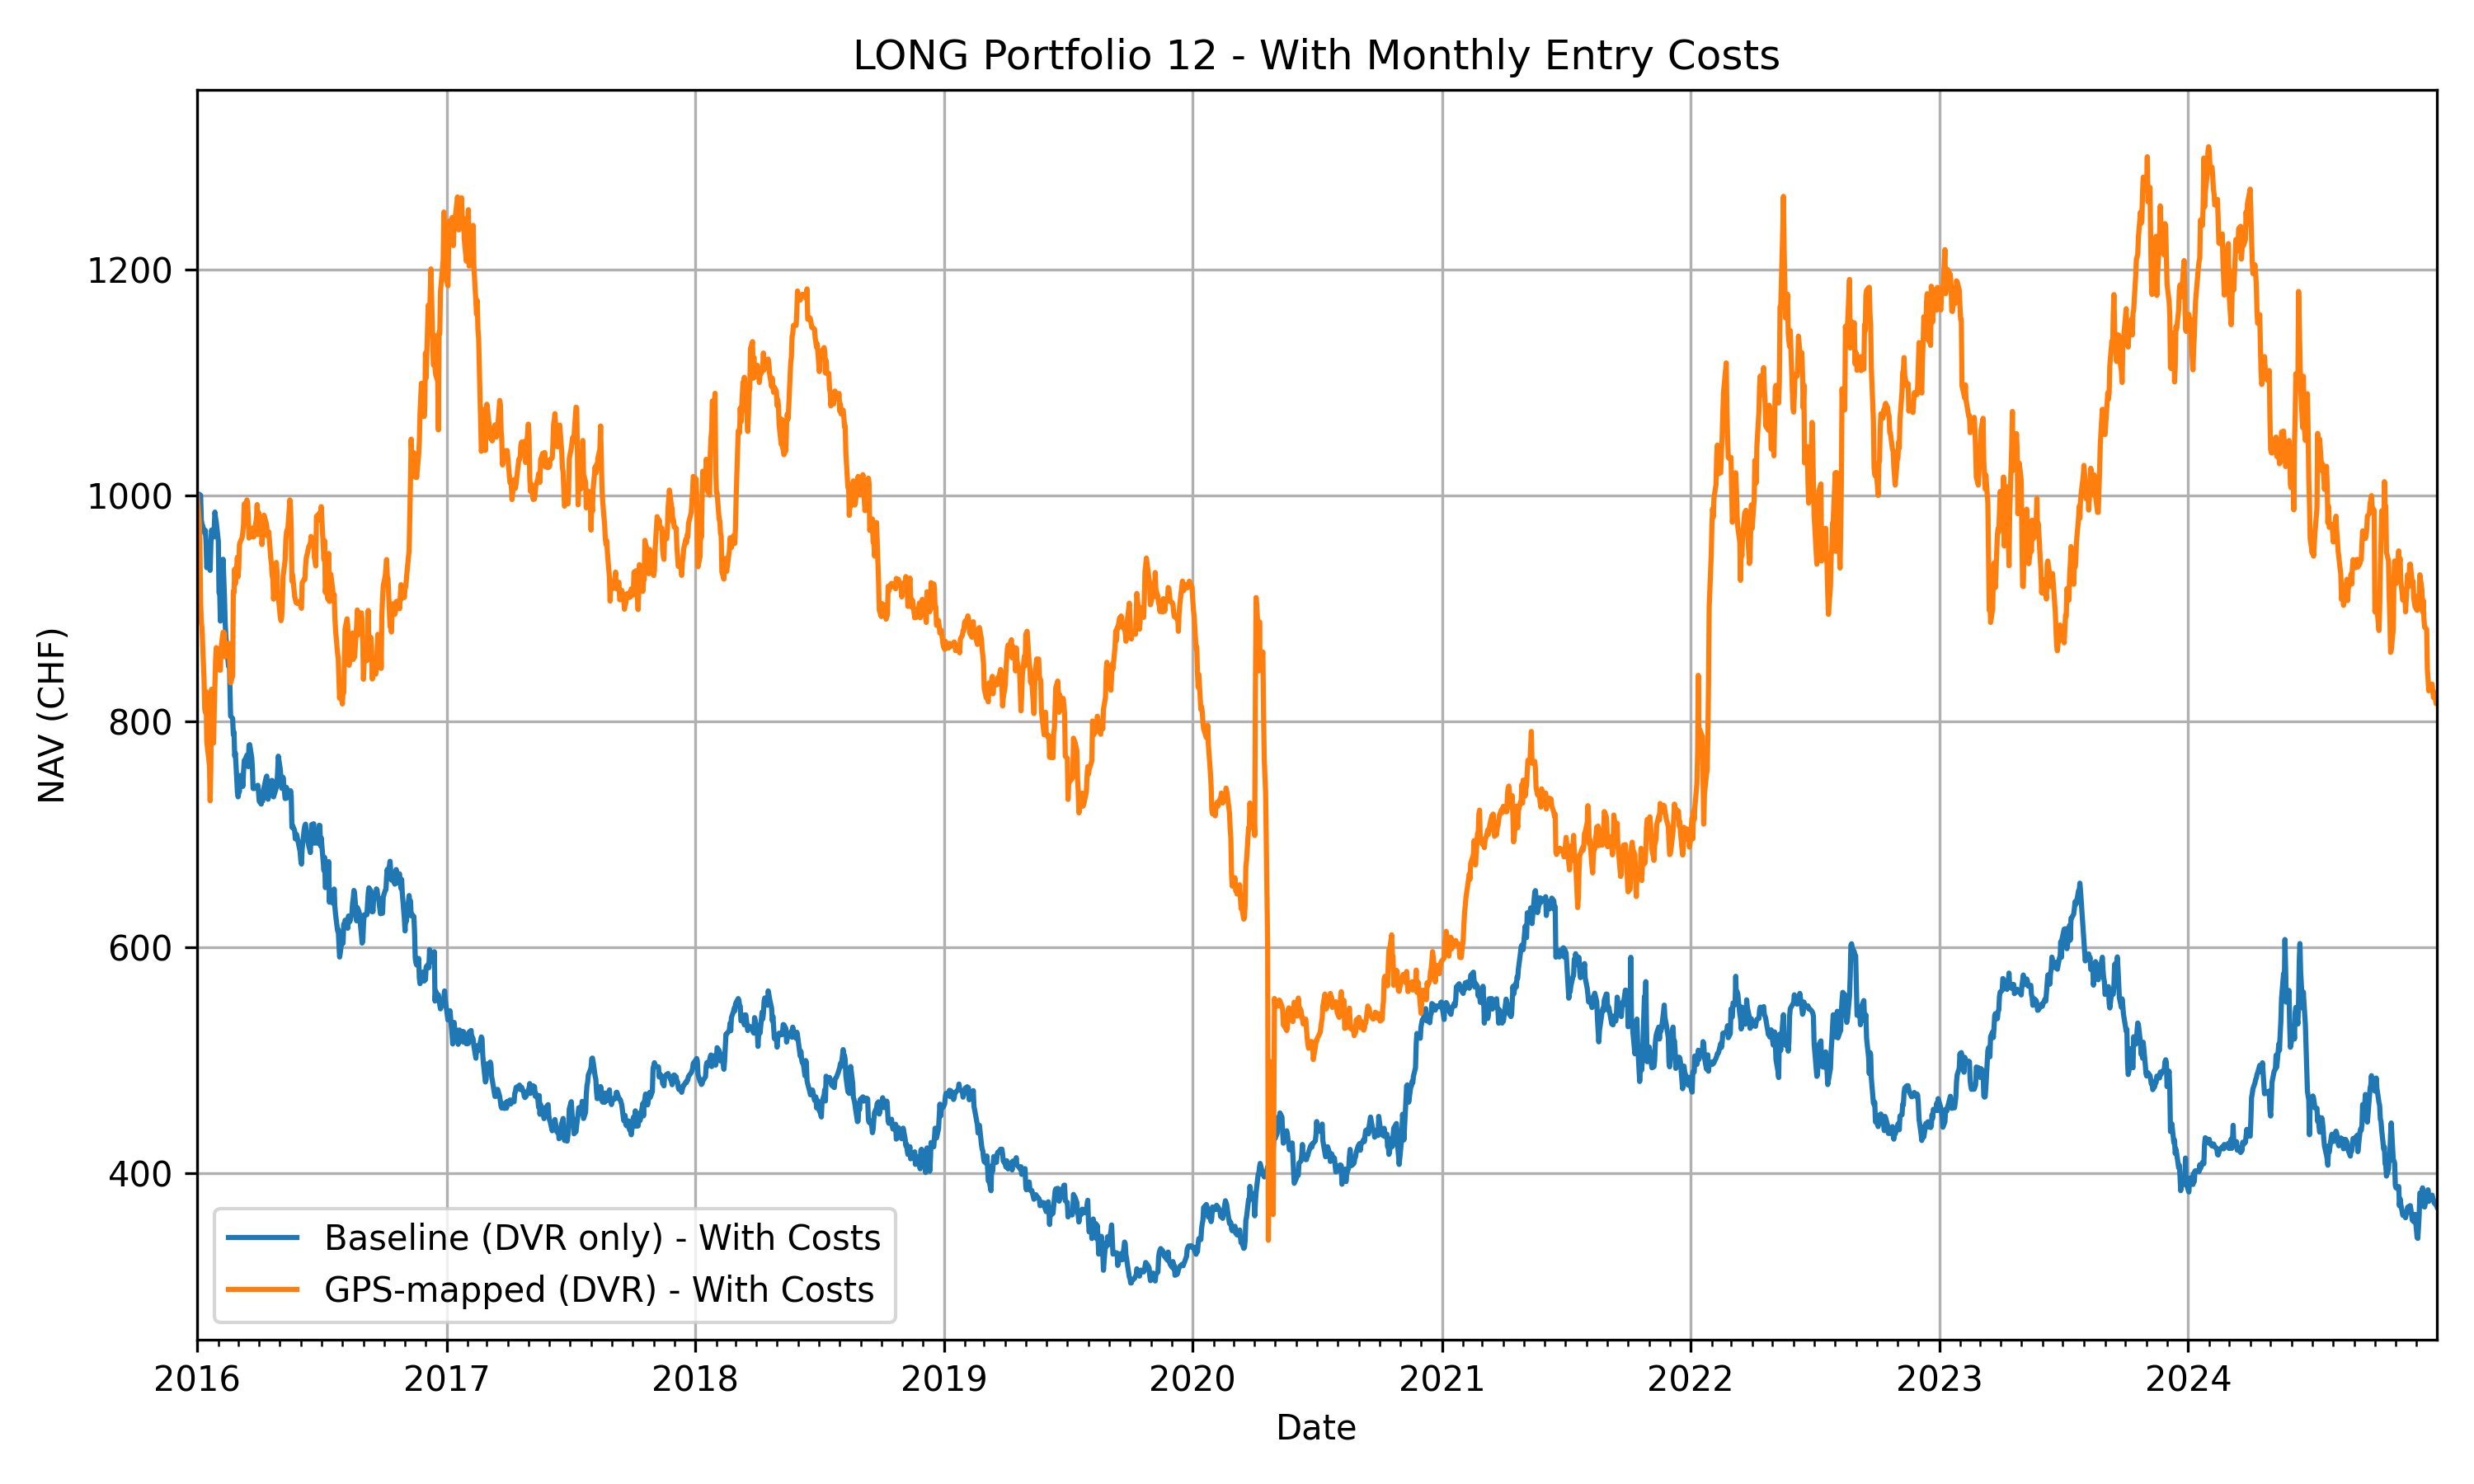 LONG Portfolio 12 - With Monthly Entry Costs
NAV (CHF)
1200
1000
800
600
400
Baseline (DVR only) - With Costs
GPS-mapped (DVR) - With Costs
2016 2017 2018 2019 2020 2021 2022 2023 2024
Date